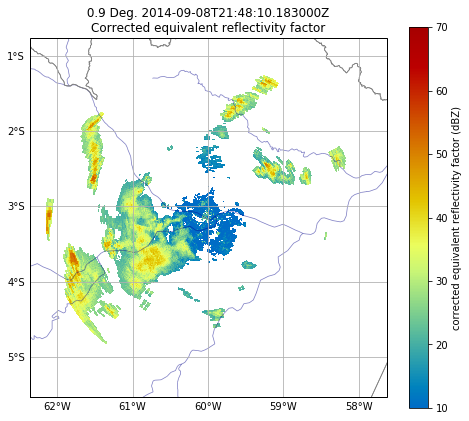 0.9 Deg. 2014-09-08T21:48:10.183000Z
Corrected equivalent reflectivity factor
1°S
2°S
3°S
4°S
5°S
62°W 61°W 60°W 59°W 58°W
70
60
50
40
30
20
10
corrected equivalent reflectivity factor (dBZ)